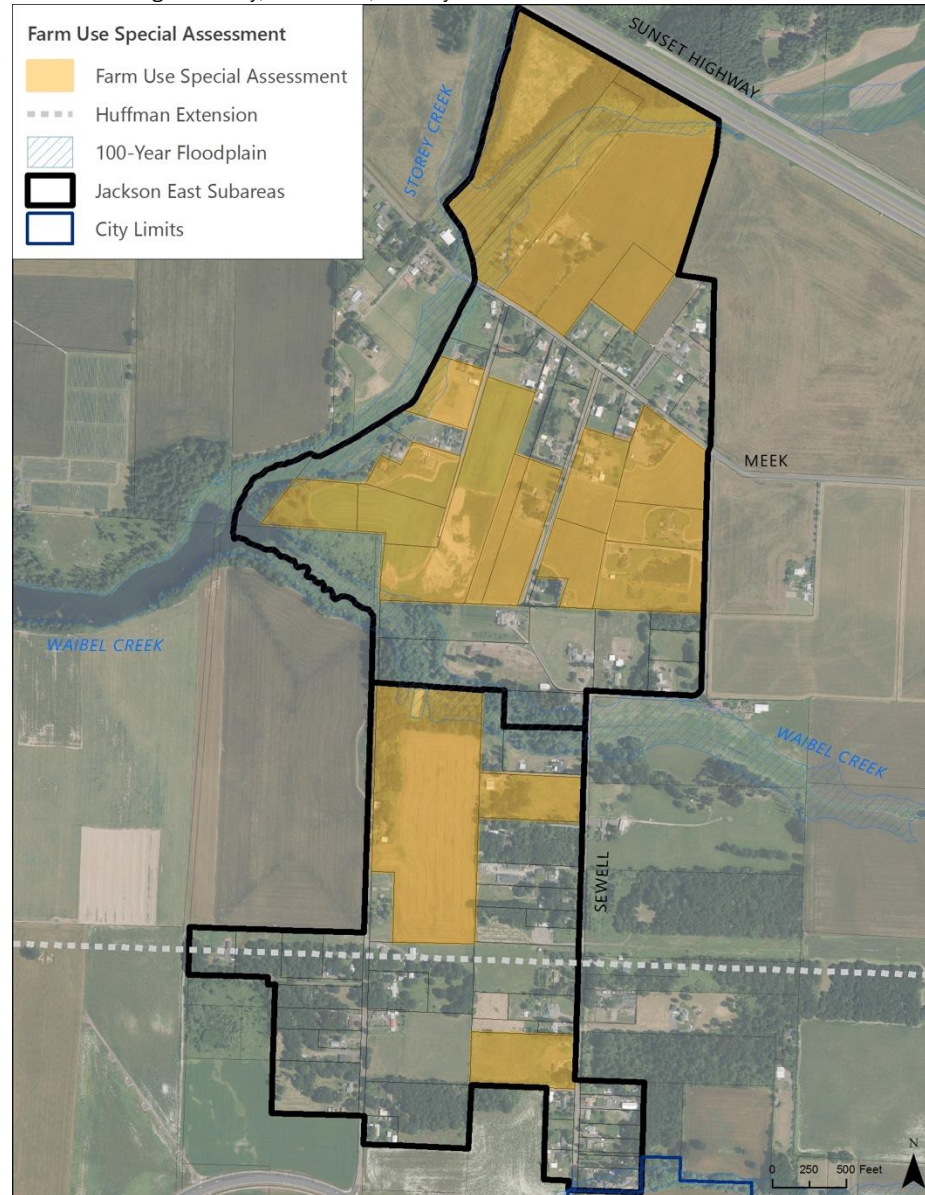 Farm Use Special Assessment
Farm Use Special Assessment
Huffman Extension
100-Year Floodplain
Jackson East Subareas
City Limits
SUNSET HIGHWAY
STOREY CREEK
MEEK
WAIBEL CREEK
WAIBEL CREEK
SEWELL
N
0 250 500 Feet